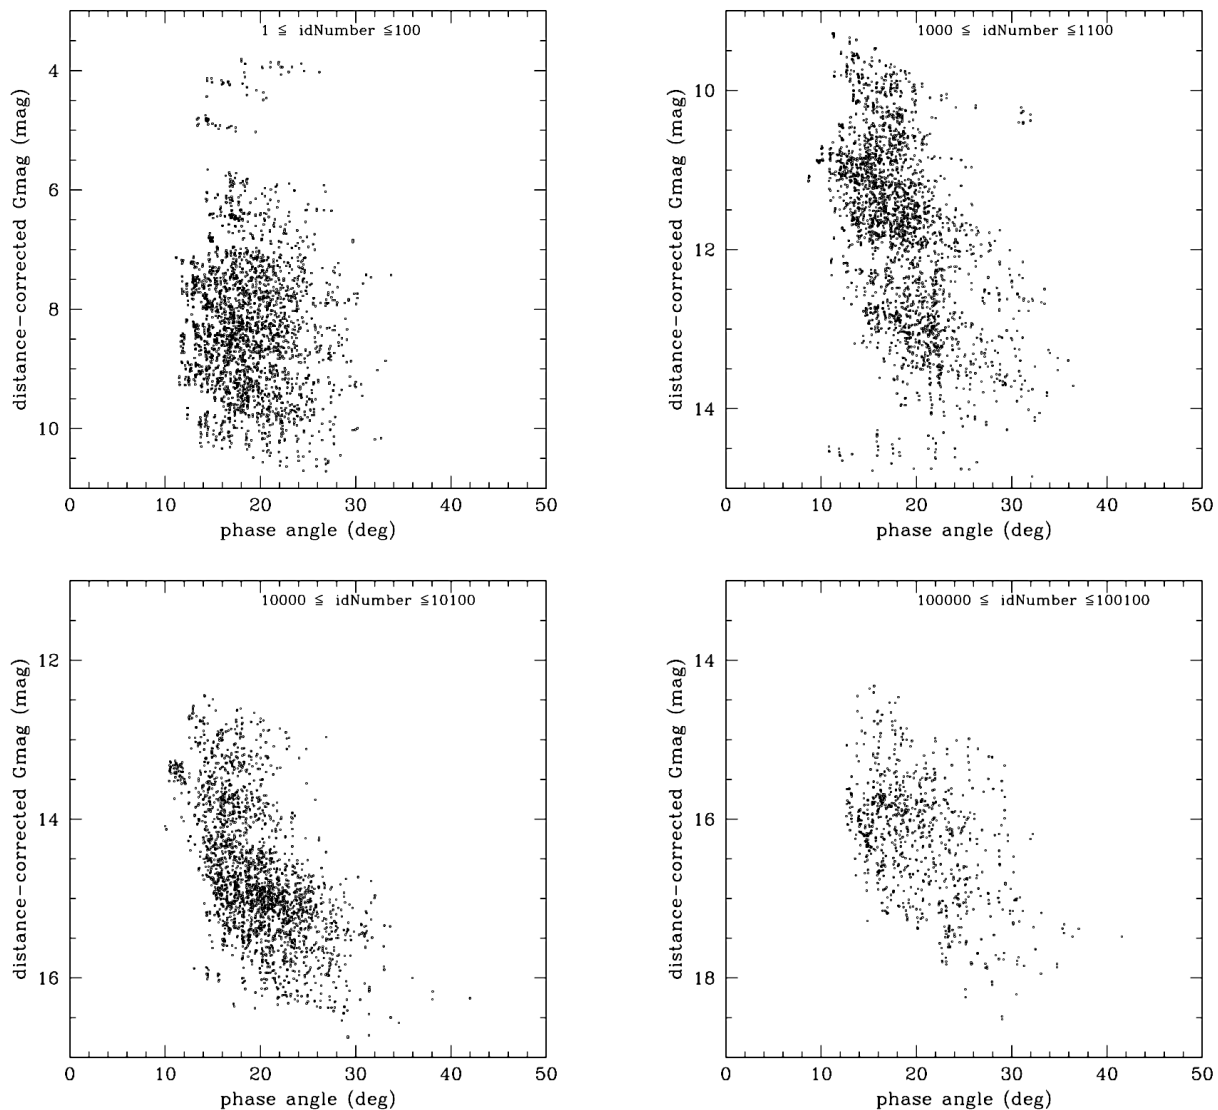 1 ≦ idNumber ≦100
4
6
8
10
distance-corrected Gmag (mag)
0 10 20 30 40 50
phase angle (deg)
1000 ≦ idNumber ≦1100
10
12
14
distance-corrected Gmag (mag)
0 10 20 30 40 50
phase angle (deg)
10000 ≦ idNumber ≦10100
12
14
16
distance-corrected Gmag (mag)
0 10 20 30 40 50
phase angle (deg)
100000 ≦ idNumber ≦100100
14
16
18
distance-corrected Gmag (mag)
0 10 20 30 40 50
phase angle (deg)